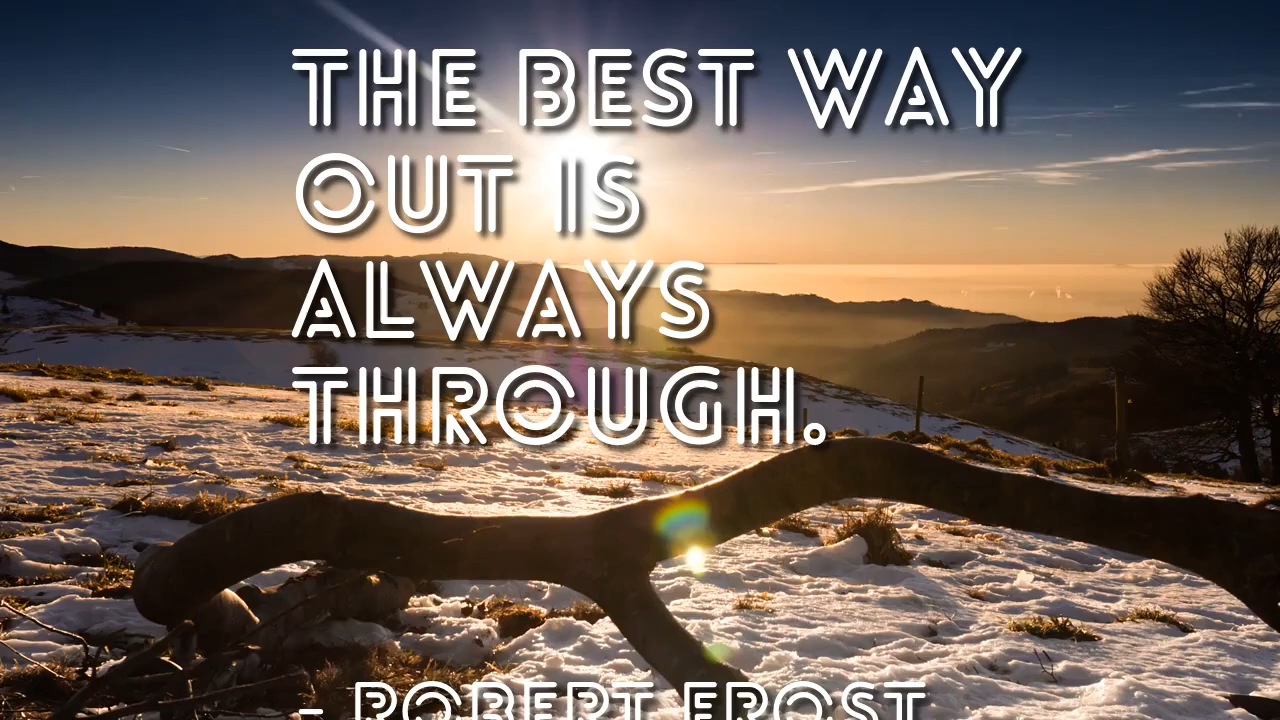 THE BEST WAY
OUT IS
ALWAYS
THROUGH.
- ROBERT FROST